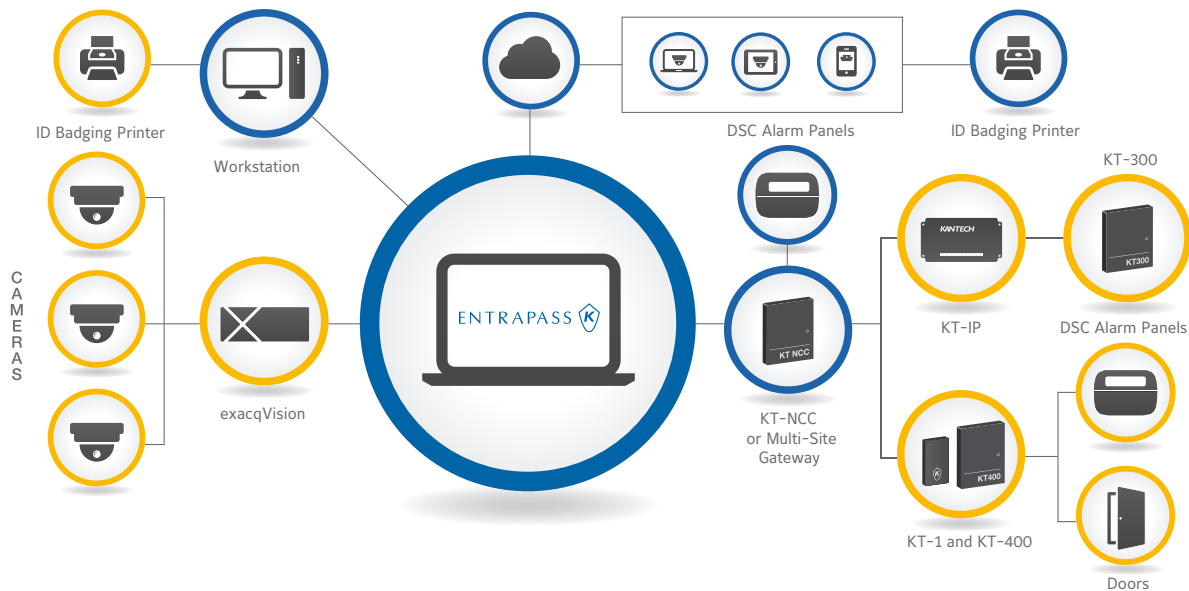 ID Badging Printer
Workstation
DSC Alarm Panels
ID Badging Printer
CAMERAS
exacqVision
ENTRAPASS K
KT NCC
KT-NCC
or Multi-Site
Gateway
KANTECH
KT-IP
KT-300
KT300
DSC Alarm Panels
KT400
KT-1 and KT-400
Doors